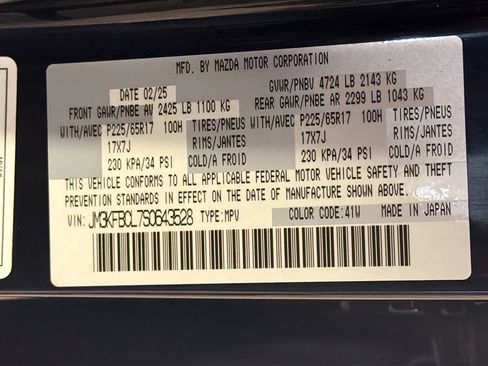 MFD. BY MAZDA MOTOR CORPORATION
DATE 02/25 GVWR/PNBV 4724 LB 2143 KG
FRONT GAWR/PNBE AV 2425 LB 1100 KG REAR GAWR/PNBE AR 2299 LB 1043 KG
WITH/AVEC P225/65R17 100H TIRES/PNEUS WITH/AVEC P225/65R17 100H TIRES/PNEUS
17X7J RIMS/JANTES 17X7J RIMS/JANTES
230 KPA/34 PSI COLD/A FROID 230 KPA/34 PSI COLD/A FROID
THIS VEHICLE CONFORMS TO ALL APPLICABLE FEDERAL MOTOR VEHICLE SAFETY AND THEFT
PREVENTION STANDARDS IN EFFECT ON THE DATE OF MANUFACTURE SHOWN ABOVE.
VIN: JM3KFBCL7S0643528 TYPE:MPV COLOR CODE:41W MADE IN JAPAN